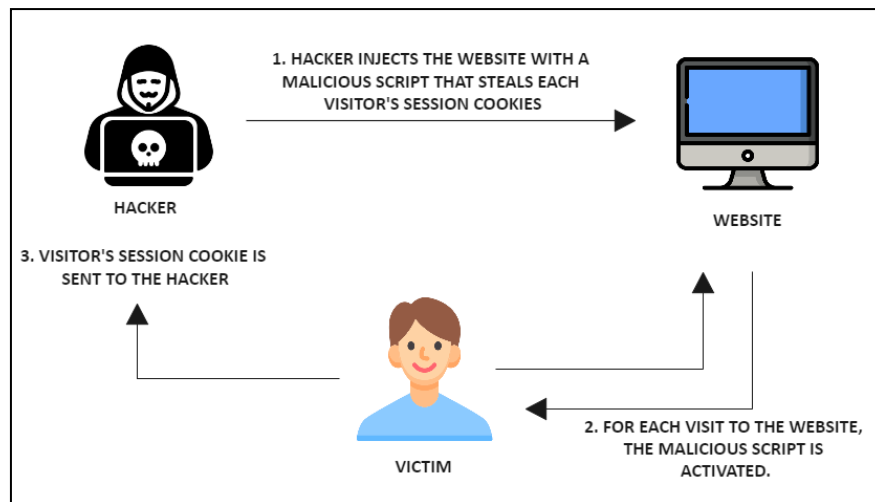 1. HACKER INJECTS THE WEBSITE WITH A
MALICIOUS SCRIPT THAT STEALS EACH
VISITOR'S SESSION COOKIES
HACKER
WEBSITE
3. VISITOR'S SESSION COOKIE IS
SENT TO THE HACKER
2. FOR EACH VISIT TO THE WEBSITE,
THE MALICIOUS SCRIPT IS
ACTIVATED.
VICTIM